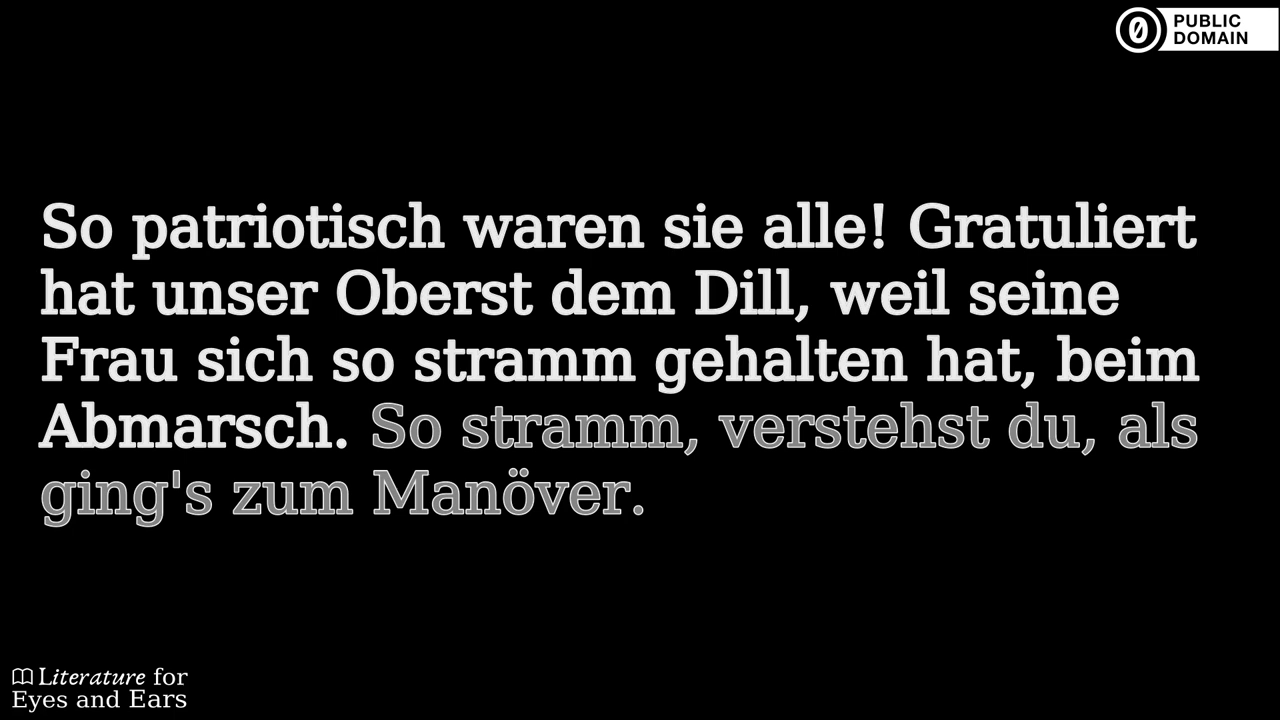 PUBLIC
DOMAIN
So patriotisch waren sie alle! Gratuliert
hat unser Oberst dem Dill, weil seine
Frau sich so stramm gehalten hat, beim
Abmarsch. So stramm, verstehst du, als
ging's zum Manöver.
Literature for
Eyes and Ears